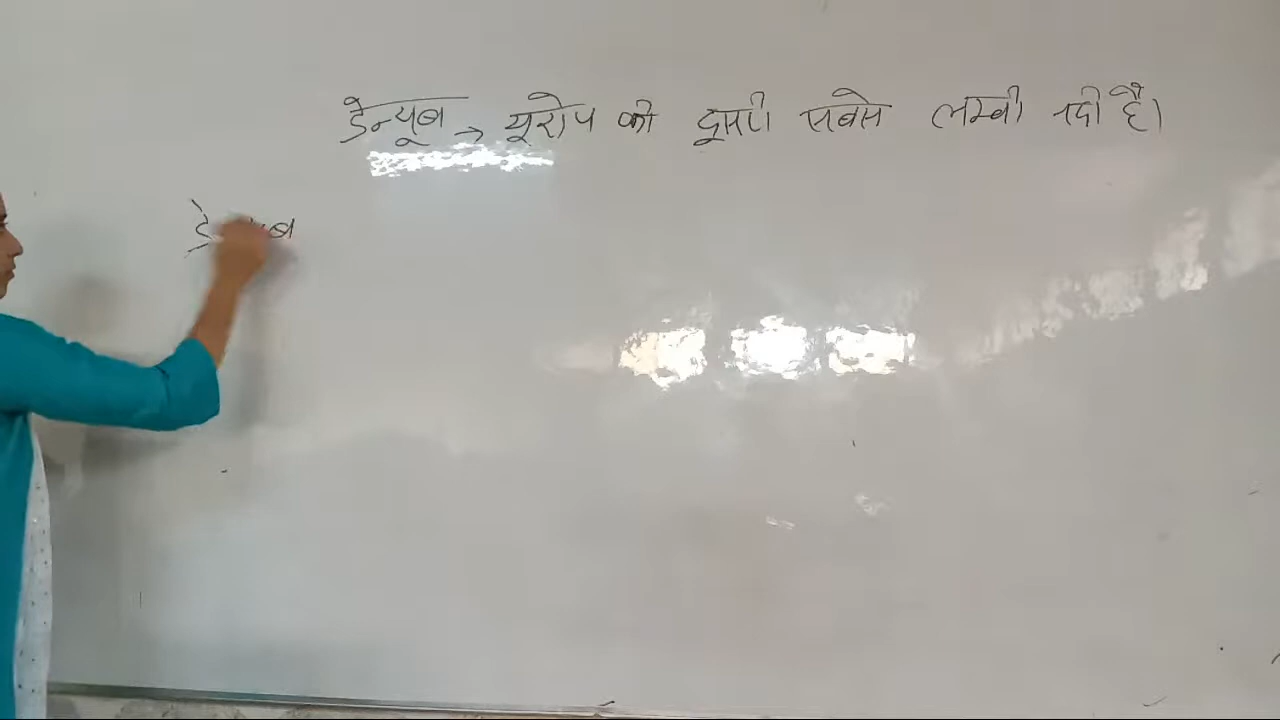 डेन्यूब → यूरोप की दूसरी सबसे लम्बी नदी है।